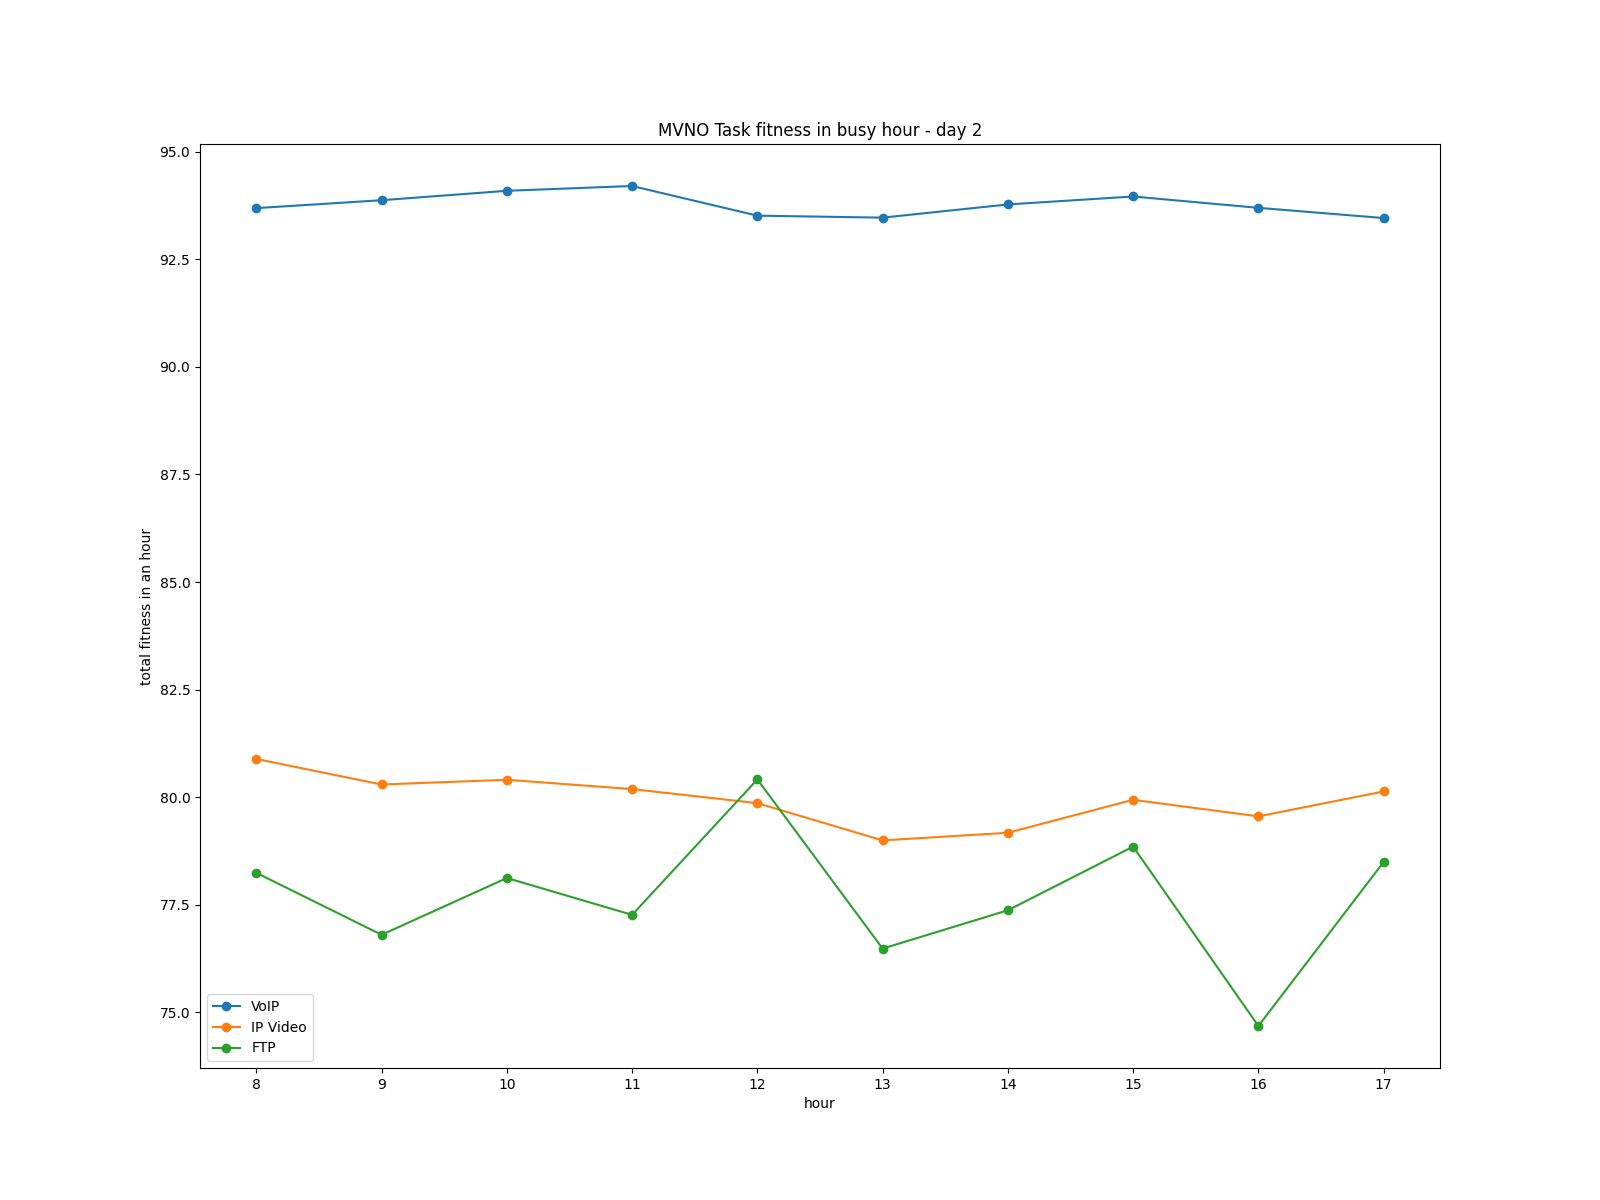 MVNO Task fitness in busy hour - day 2
total fitness in an hour
95.0
92.5
90.0
87.5
85.0
82.5
80.0
77.5
75.0
VoIP
IP Video
FTP
8 9 10 11 12 13 14 15 16 17
hour